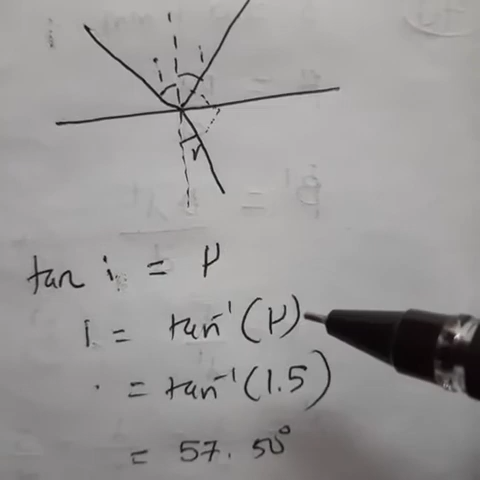 i i
r
tan i = μ
i = tan⁻¹(μ)
= tan⁻¹(1.5)
= 57.50°